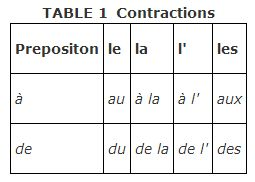 TABLE 1 Contractions
Prepositon le la l' les
à au à la à l' aux
de du de la de l' des